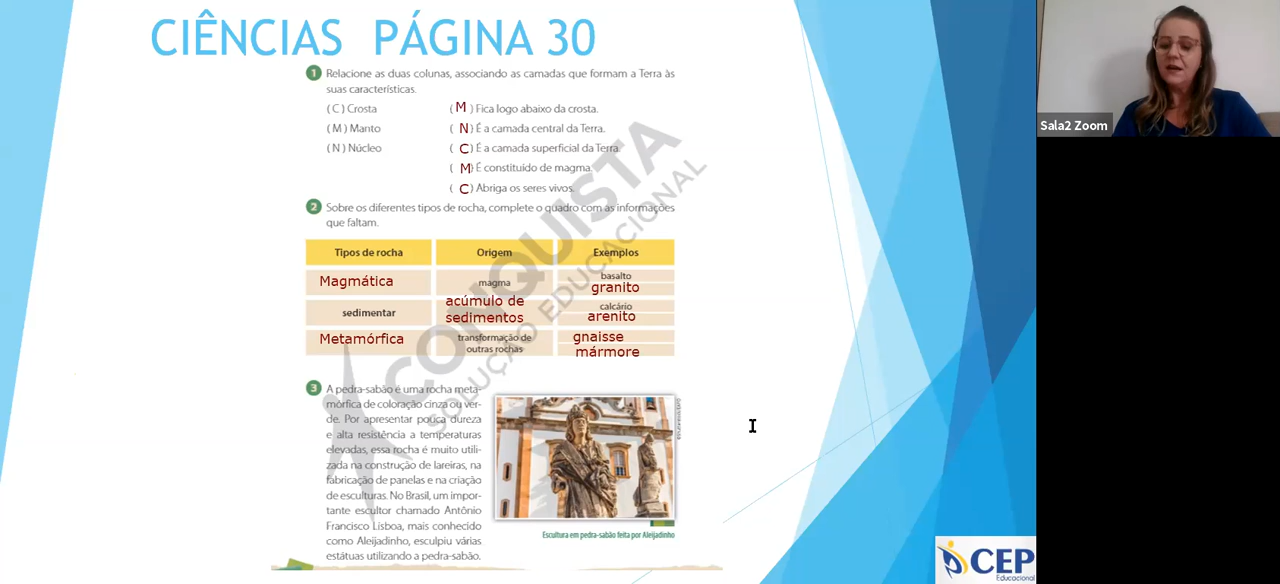 CIÊNCIAS PÁGINA 30
1 Relacione as duas colunas, associando as camadas que formam a Terra às
suas características.
( C ) Crosta
( M ) Manto
( N ) Núcleo
( M ) Fica logo abaixo da crosta.
( N ) É a camada central da Terra.
( C ) É a camada superficial da Terra.
( M ) É constituído de magma.
( C ) Abriga os seres vivos.
2 Sobre os diferentes tipos de rocha, complete o quadro com as informações
que faltam.
Tipos de rocha Origem Exemplos
Magmática magma basalto
granito
sedimentar acúmulo de
sedimentos
calcário
arenito
Metamórfica transformação de
outras rochas
gnaisse
mármore
3 A pedra-sabão é uma rocha meta-
mórfica de coloração cinza ou ver-
de. Por apresentar pouca dureza
e alta resistência a temperaturas
elevadas, essa rocha é muito utili-
zada na construção de lareiras, na
fabricação de panelas e na criação
de esculturas. No Brasil, um impor-
tante escultor chamado Antônio
Francisco Lisboa, mais conhecido
como Aleijadinho, esculpiu várias
estátuas utilizando a pedra-sabão.
Escultura em pedra-sabão feita por Aleijadinho
CONQUISTA
SOLUÇÃO EDUCACIONAL
Sala2 Zoom
CEP
Educacional